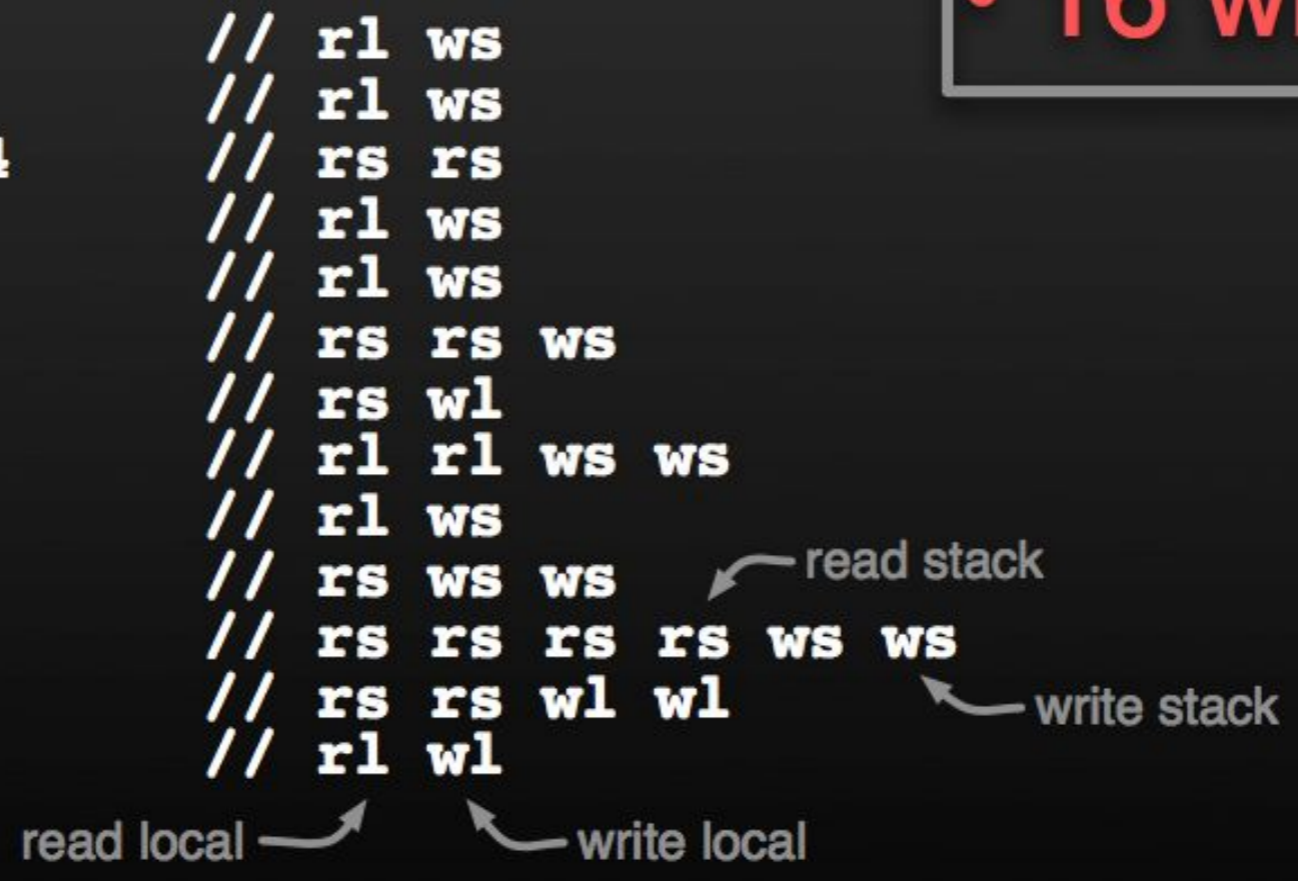 16
// rl ws
// rl ws
4 // rs rs
// rl ws
// rl ws
// rs rs ws
// rs wl
// rl rl ws ws
// rl ws
// rs ws ws
read stack
// rs rs rs rs ws ws
// rs rs wl wl
write stack
// rl wl
read local
write local